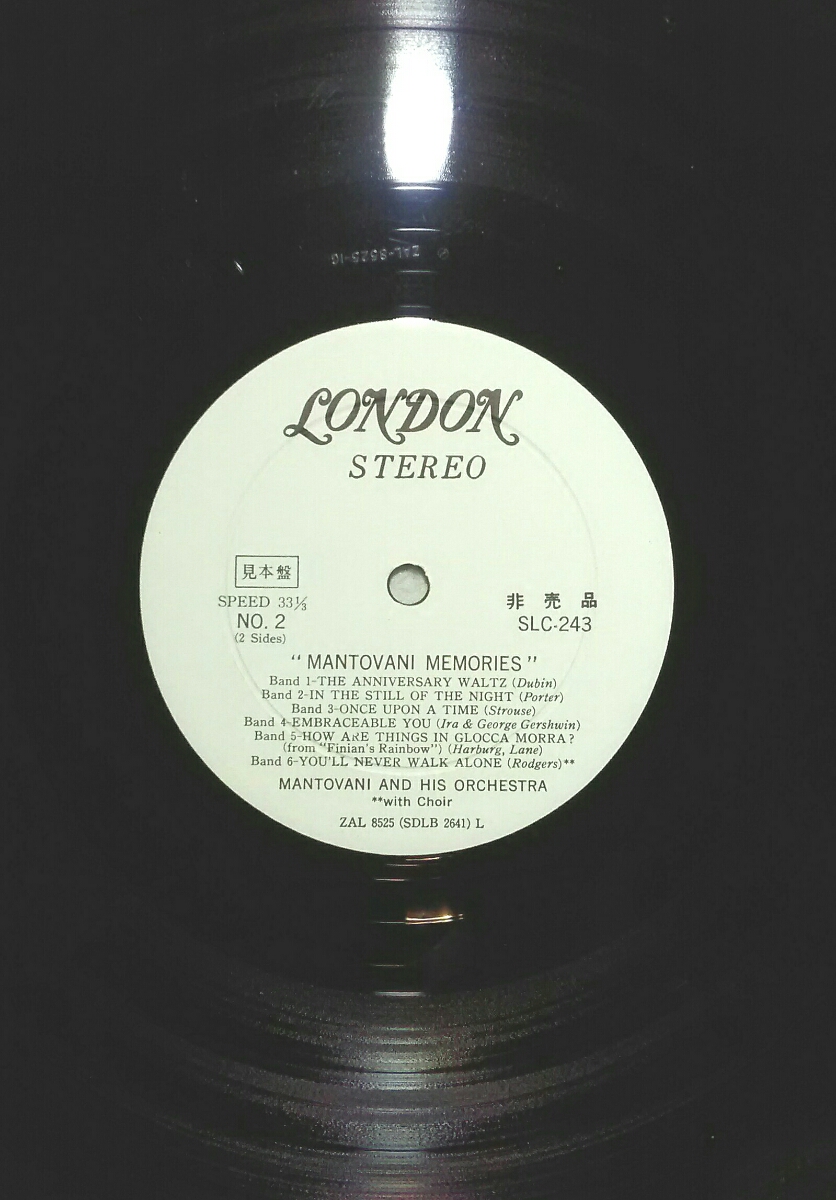 ZAL-8525-1G
LONDON
STEREO
見本盤
SPEED 33⅓
NO. 2
(2 Sides)
非売品
SLC-243
"MANTOVANI MEMORIES"
Band 1-THE ANNIVERSARY WALTZ (Dubin)
Band 2-IN THE STILL OF THE NIGHT (Porter)
Band 3-ONCE UPON A TIME (Strouse)
Band 4-EMBRACEABLE YOU (Ira & George Gershwin)
Band 5-HOW ARE THINGS IN GLOCCA MORRA?
(from "Finian's Rainbow") (Harburg, Lane)
Band 6-YOU'LL NEVER WALK ALONE (Rodgers)**
MANTOVANI AND HIS ORCHESTRA
**with Choir
ZAL 8525 (SDLB 2641) L